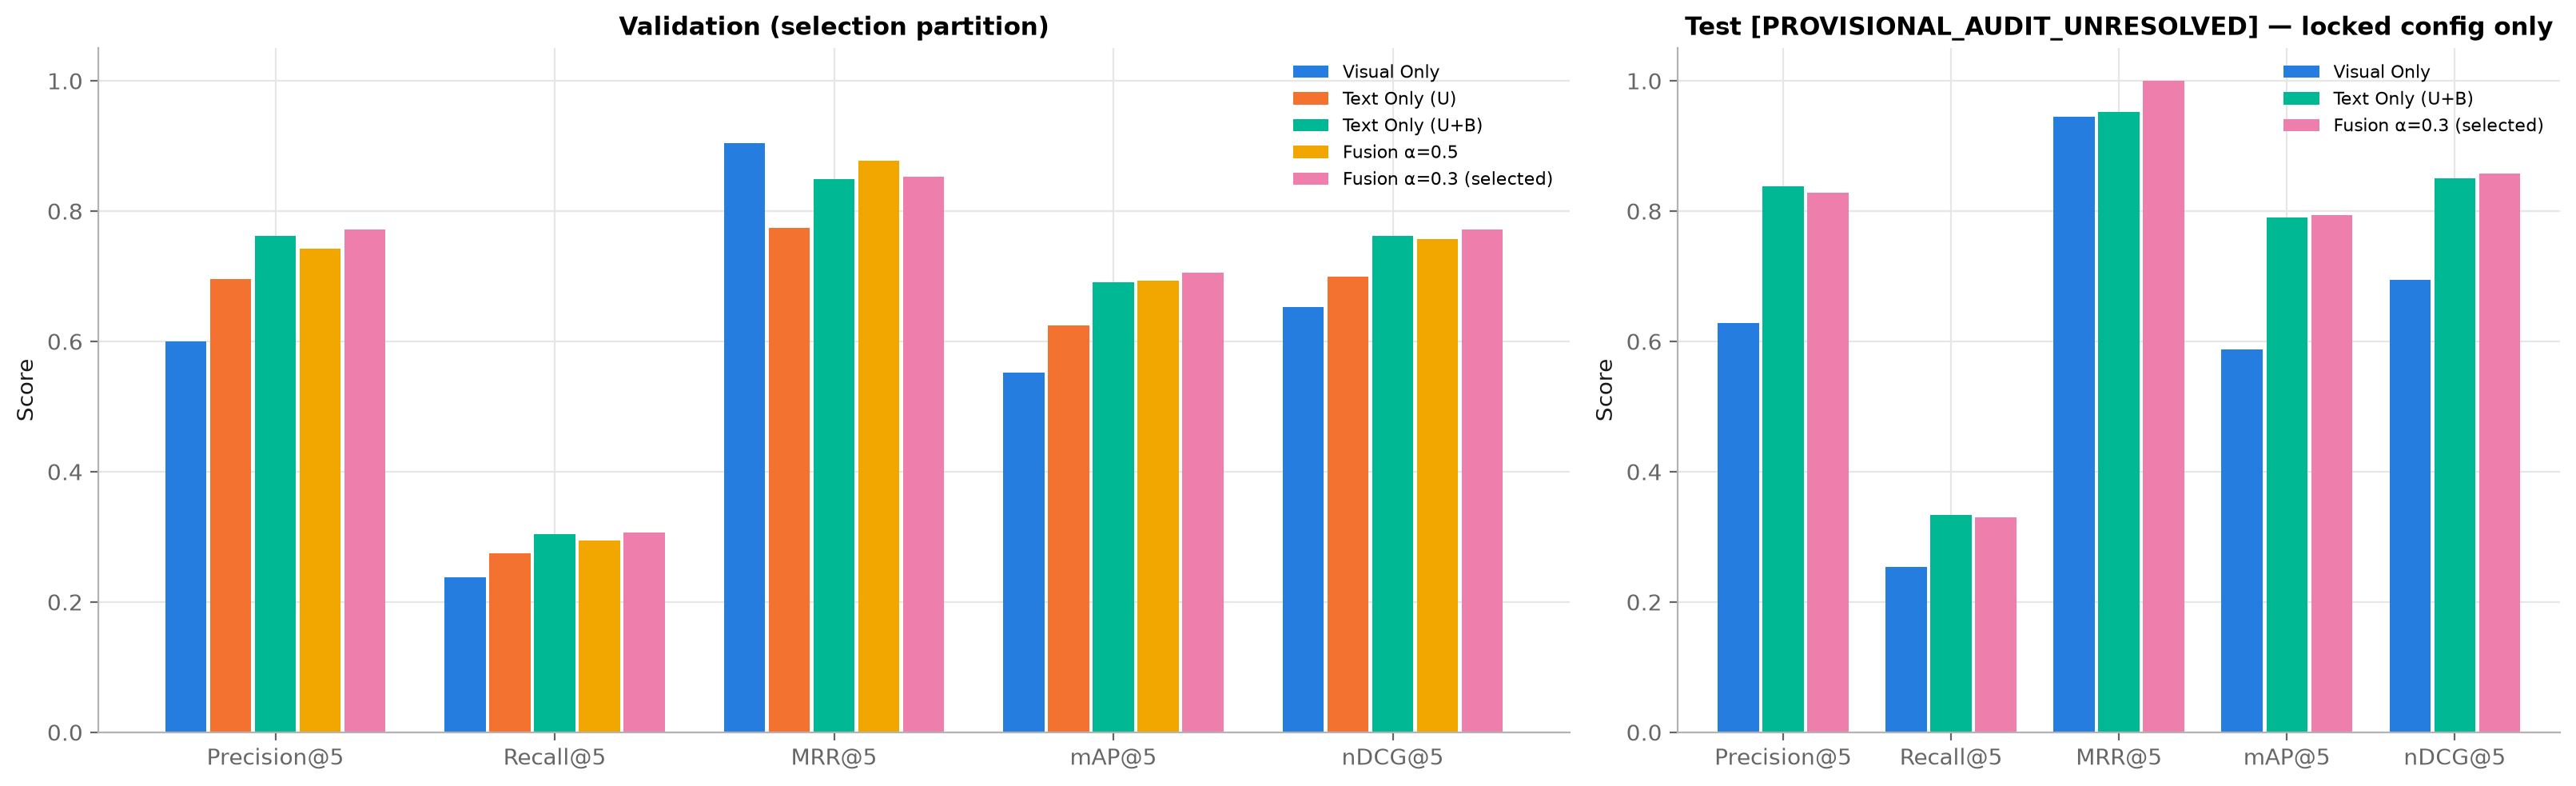 Validation (selection partition)
Score
1.0
0.8
0.6
0.4
0.2
0.0
Visual Only
Text Only (U)
Text Only (U+B)
Fusion α=0.5
Fusion α=0.3 (selected)
Precision@5
Recall@5
MRR@5
mAP@5
nDCG@5
Test [PROVISIONAL_AUDIT_UNRESOLVED] — locked config only
Score
1.0
0.8
0.6
0.4
0.2
0.0
Visual Only
Text Only (U+B)
Fusion α=0.3 (selected)
Precision@5
Recall@5
MRR@5
mAP@5
nDCG@5